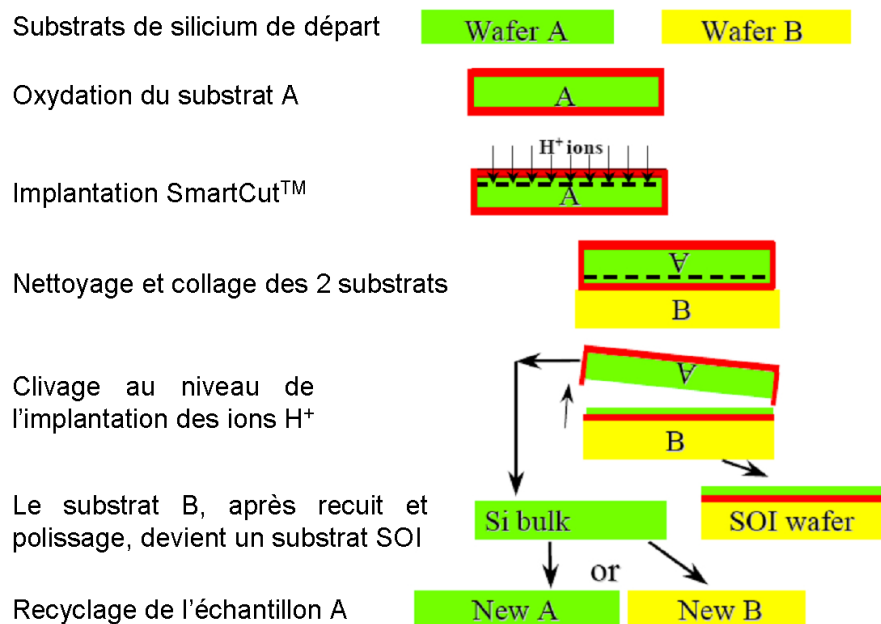 Substrats de silicium de départ
Wafer A
Wafer B
Oxydation du substrat A
A
H+ ions
Implantation SmartCut™
A
Nettoyage et collage des 2 substrats
A
B
Clivage au niveau de
l'implantation des ions H+
A
B
Le substrat B, après recuit et
polissage, devient un substrat SOI
Si bulk
SOI wafer
or
Recyclage de l'échantillon A
New A
New B